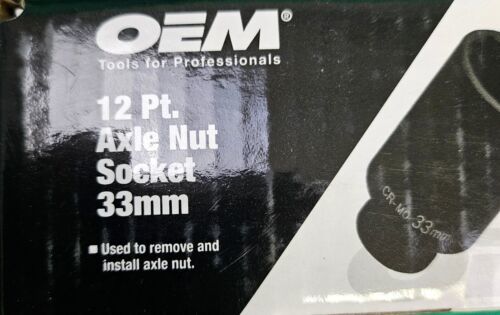 OEM®
Tools for Professionals
12 Pt.
Axle Nut
Socket
33mm
■ Used to remove and
install axle nut.
CR-MO 33mm